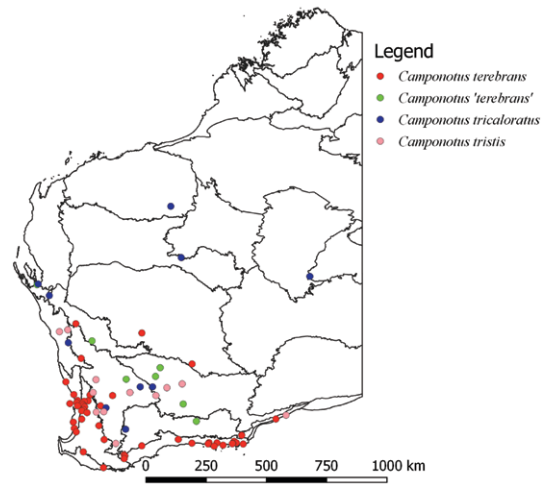 Legend
Camponotus terebrans
Camponotus 'terebrans'
Camponotus tricaloratus
Camponotus tristis
0 250 500 750 1000 km